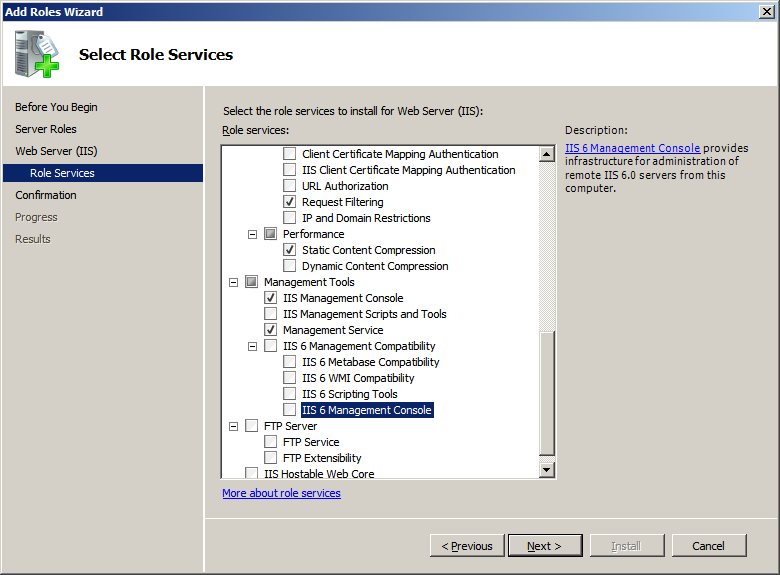 Add Roles Wizard
Select Role Services
Before You Begin
Server Roles
Web Server (IIS)
Role Services
Confirmation
Progress
Results
Select the role services to install for Web Server (IIS):
Role services:
Client Certificate Mapping Authentication
IIS Client Certificate Mapping Authentication
URL Authorization
Request Filtering
IP and Domain Restrictions
Performance
Static Content Compression
Dynamic Content Compression
Management Tools
IIS Management Console
IIS Management Scripts and Tools
Management Service
IIS 6 Management Compatibility
IIS 6 Metabase Compatibility
IIS 6 WMI Compatibility
IIS 6 Scripting Tools
IIS 6 Management Console
FTP Server
FTP Service
FTP Extensibility
IIS Hostable Web Core
More about role services
Description:
IIS 6 Management Console provides
infrastructure for administration of
remote IIS 6.0 servers from this
computer.
< Previous
Next >
Install
Cancel